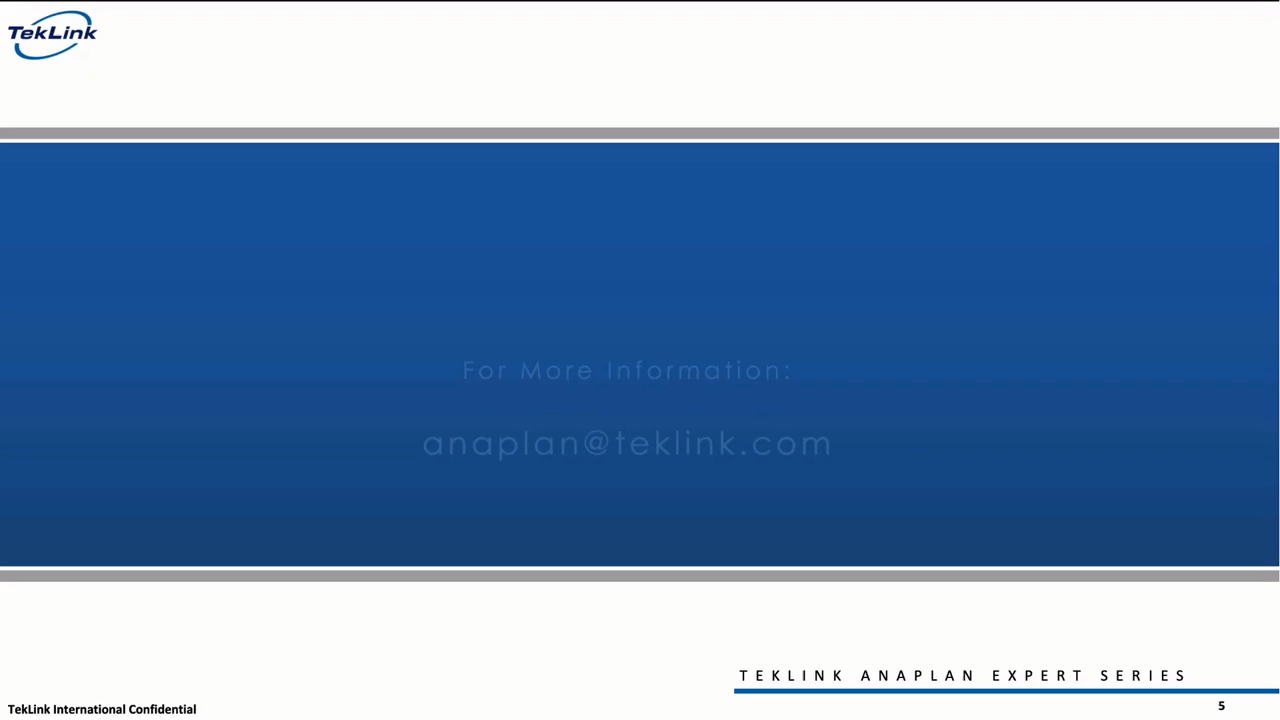 TekLink
For More Information:
anaplan@teklink.com
TEKLINK ANAPLAN EXPERT SERIES
TekLink International Confidential
5